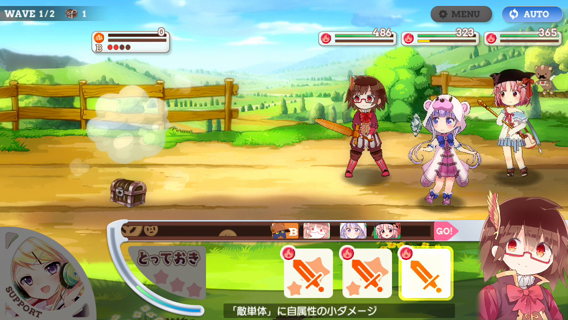 WAVE 1/2 1
MENU
AUTO
0
B
486
323
365
GO!
SUPPORT
とっておき
「敵単体」に自属性の小ダメージ